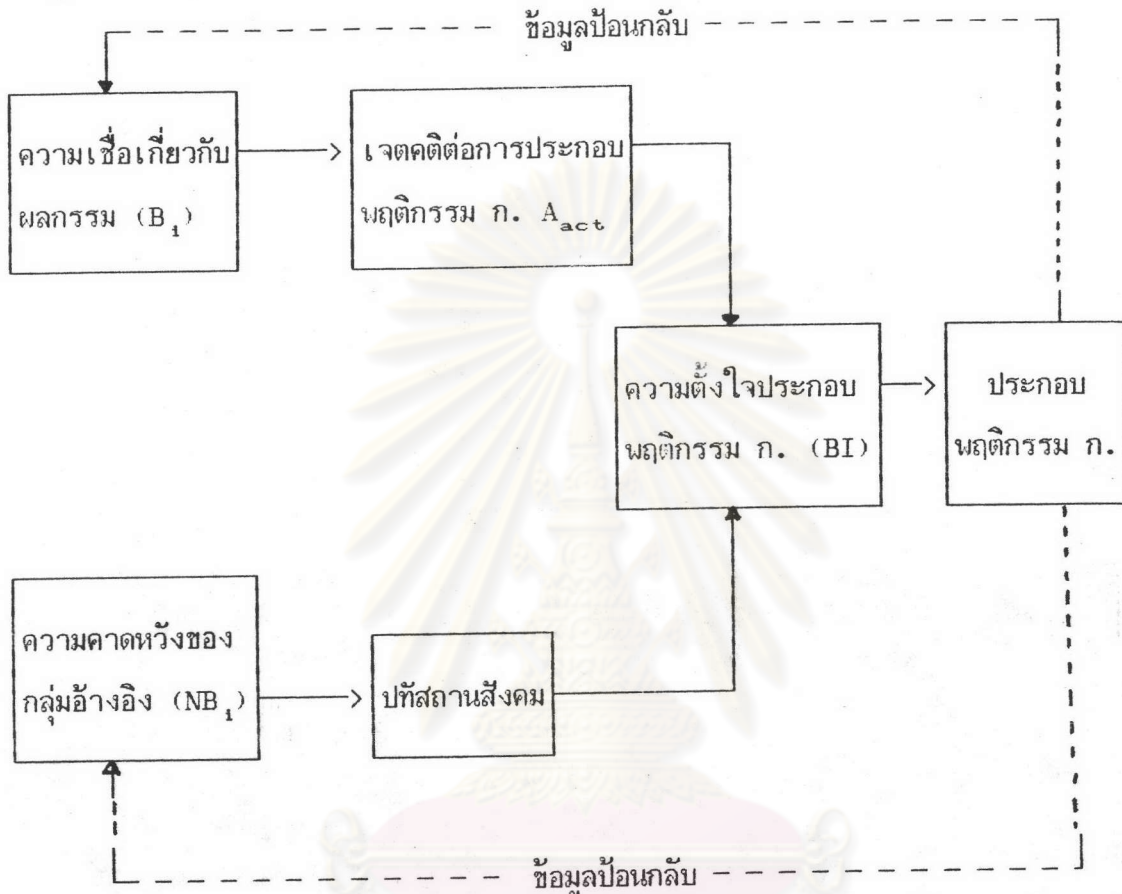 ข้อมูลป้อนกลับ
ความเชื่อเกี่ยวกับ
ผลกรรม (Bi)
เจตคติต่อการประกอบ
พฤติกรรม ก. Aact
ความตั้งใจประกอบ
พฤติกรรม ก. (BI)
ประกอบ
พฤติกรรม ก.
ความคาดหวังของ
กลุ่มอ้างอิง (NBi)
ปทัสถานสังคม
ข้อมูลป้อนกลับ